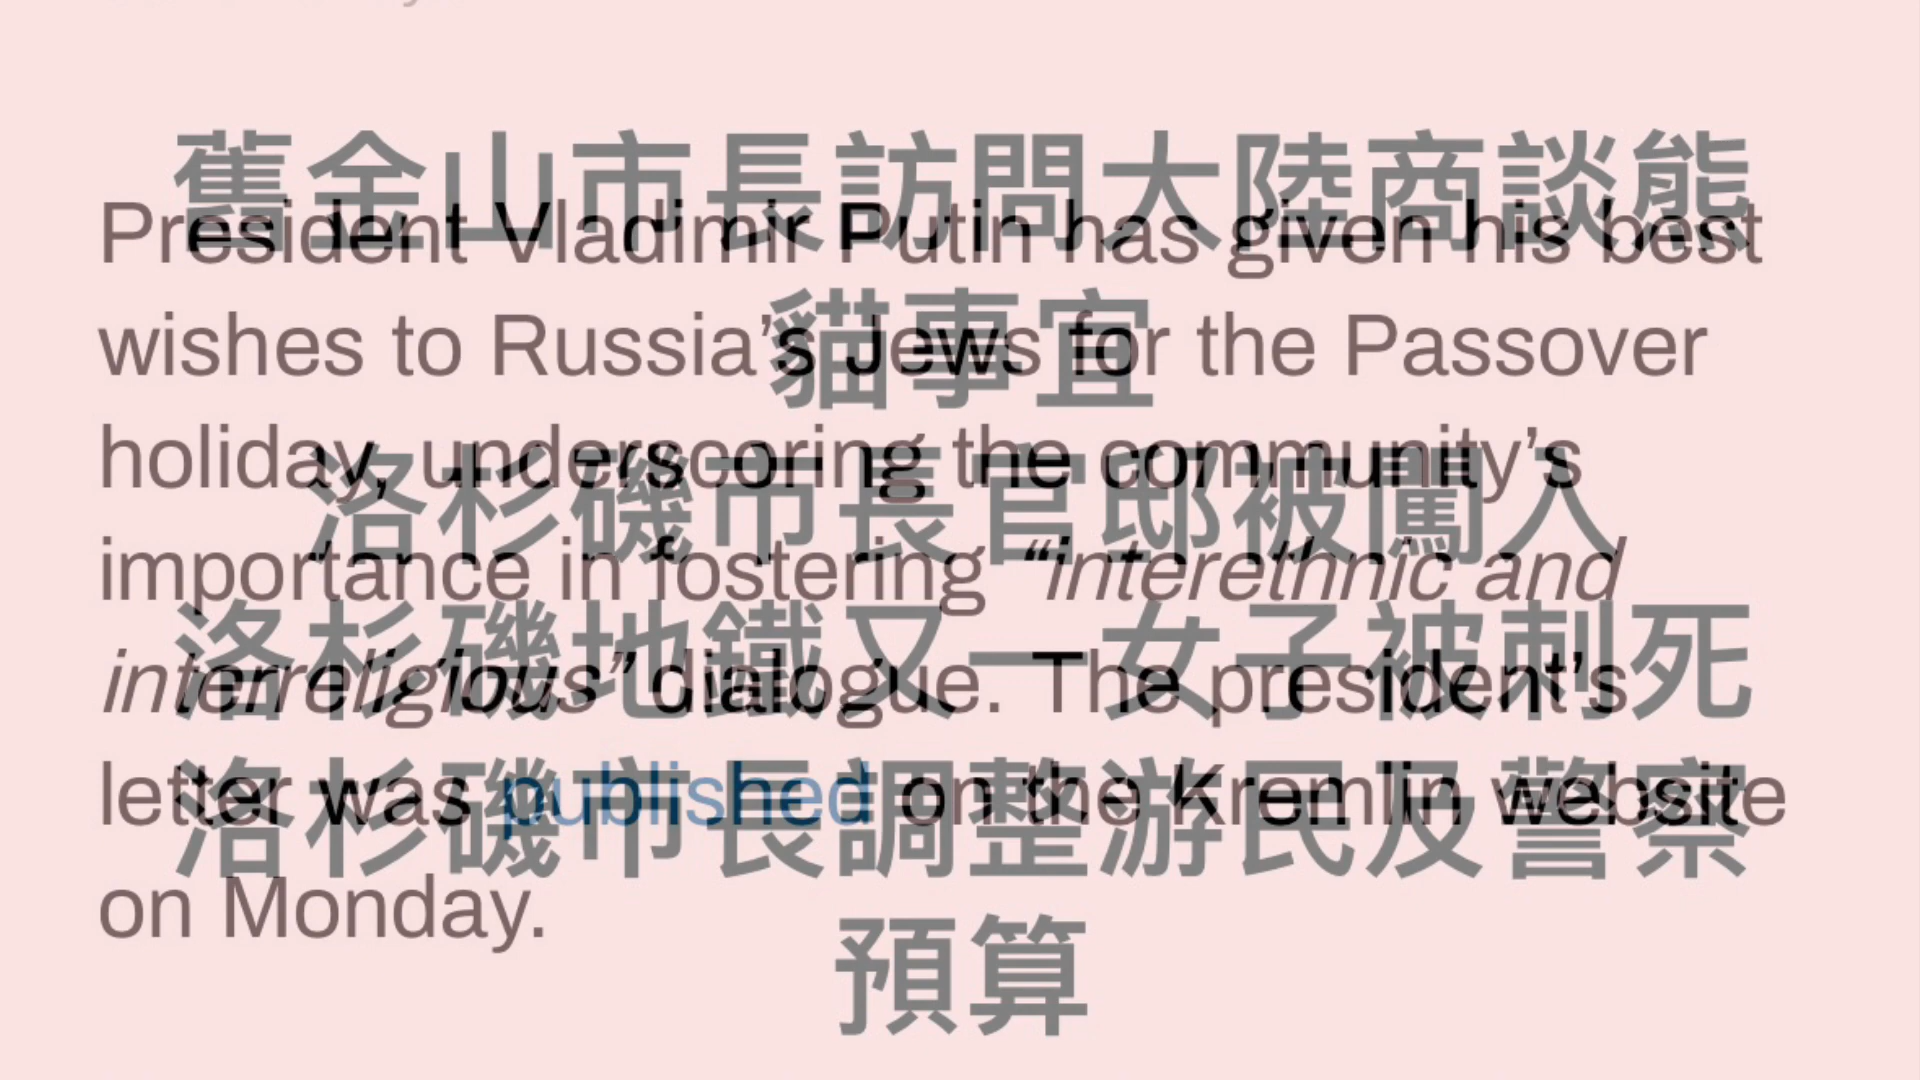 舊金山市長訪問大陸商談熊
貓事宜
洛杉磯市長官邸被闖入
洛杉磯地鐵又一女子被刺死
洛杉磯市長調整游民及警察
預算
President Vladimir Putin has given his best
wishes to Russia’s Jews for the Passover
holiday, underscoring the community’s
importance in fostering “interethnic and
interreligious” dialogue. The president’s
letter was published on the Kremlin website
on Monday.